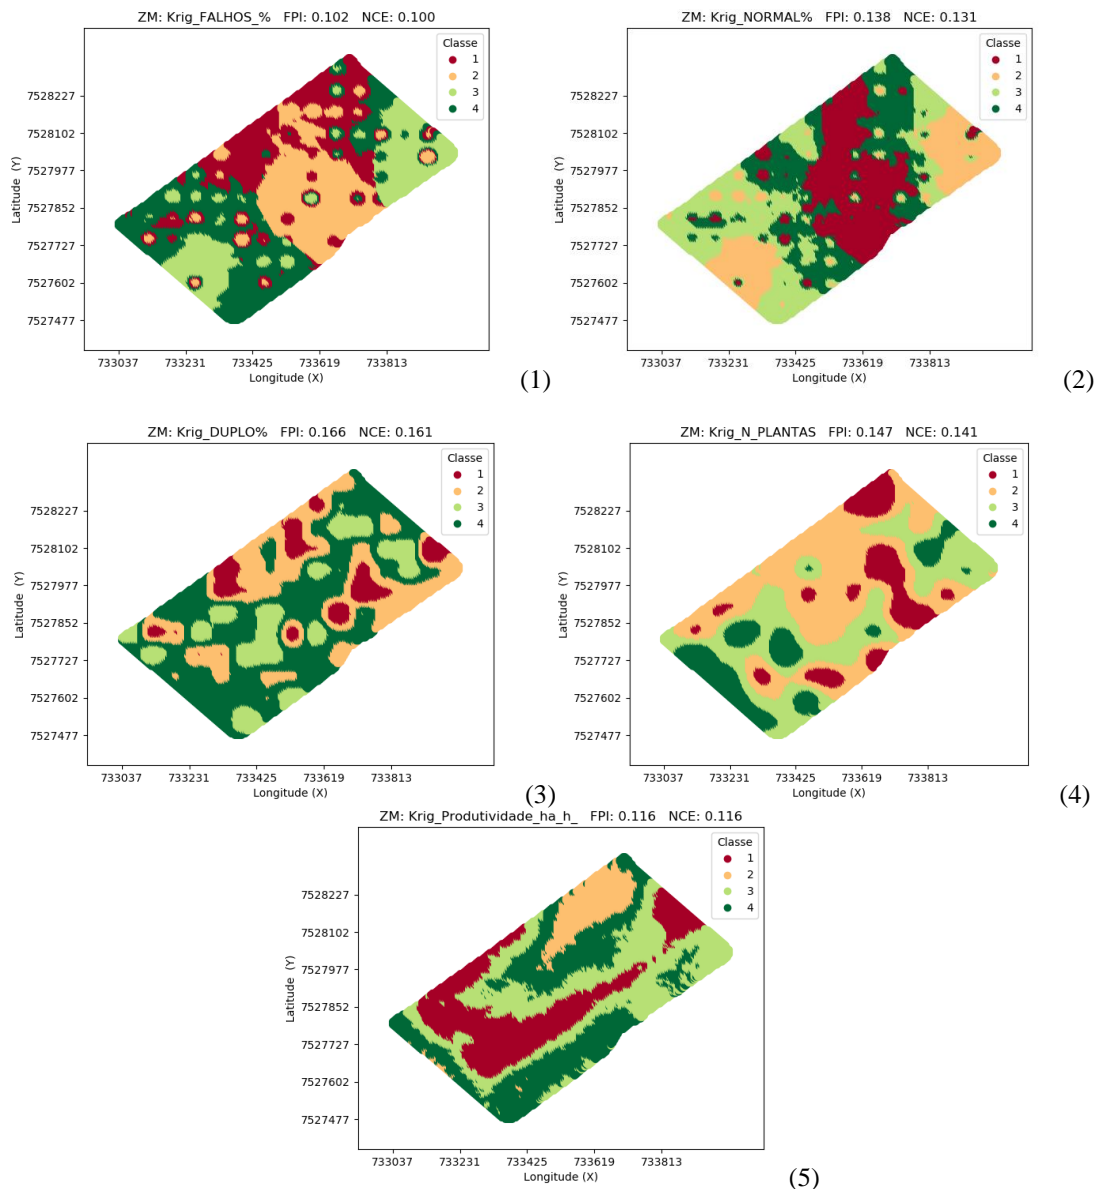 ZM: Krig_FALHOS_% FPI: 0.102 NCE: 0.100
Classe
1
2
3
4
7528227
7528102
7527977
7527852
7527727
7527602
7527477
Latitude (Y)
733037 733231 733425 733619 733813
Longitude (X)
(1)
ZM: Krig_NORMAL% FPI: 0.138 NCE: 0.131
Classe
1
2
3
4
7528227
7528102
7527977
7527852
7527727
7527602
7527477
Latitude (Y)
733037 733231 733425 733619 733813
Longitude (X)
(2)
ZM: Krig_DUPLO% FPI: 0.166 NCE: 0.161
Classe
1
2
3
4
7528227
7528102
7527977
7527852
7527727
7527602
7527477
Latitude (Y)
733037 733231 733425 733619 733813
Longitude (X)
(3)
ZM: Krig_N_PLANTAS FPI: 0.147 NCE: 0.141
Classe
1
2
3
4
7528227
7528102
7527977
7527852
7527727
7527602
7527477
Latitude (Y)
733037 733231 733425 733619 733813
Longitude (X)
(4)
ZM: Krig_Produtividade_ha_h_ FPI: 0.116 NCE: 0.116
Classe
1
2
3
4
7528227
7528102
7527977
7527852
7527727
7527602
7527477
Latitude (Y)
733037 733231 733425 733619 733813
Longitude (X)
(5)